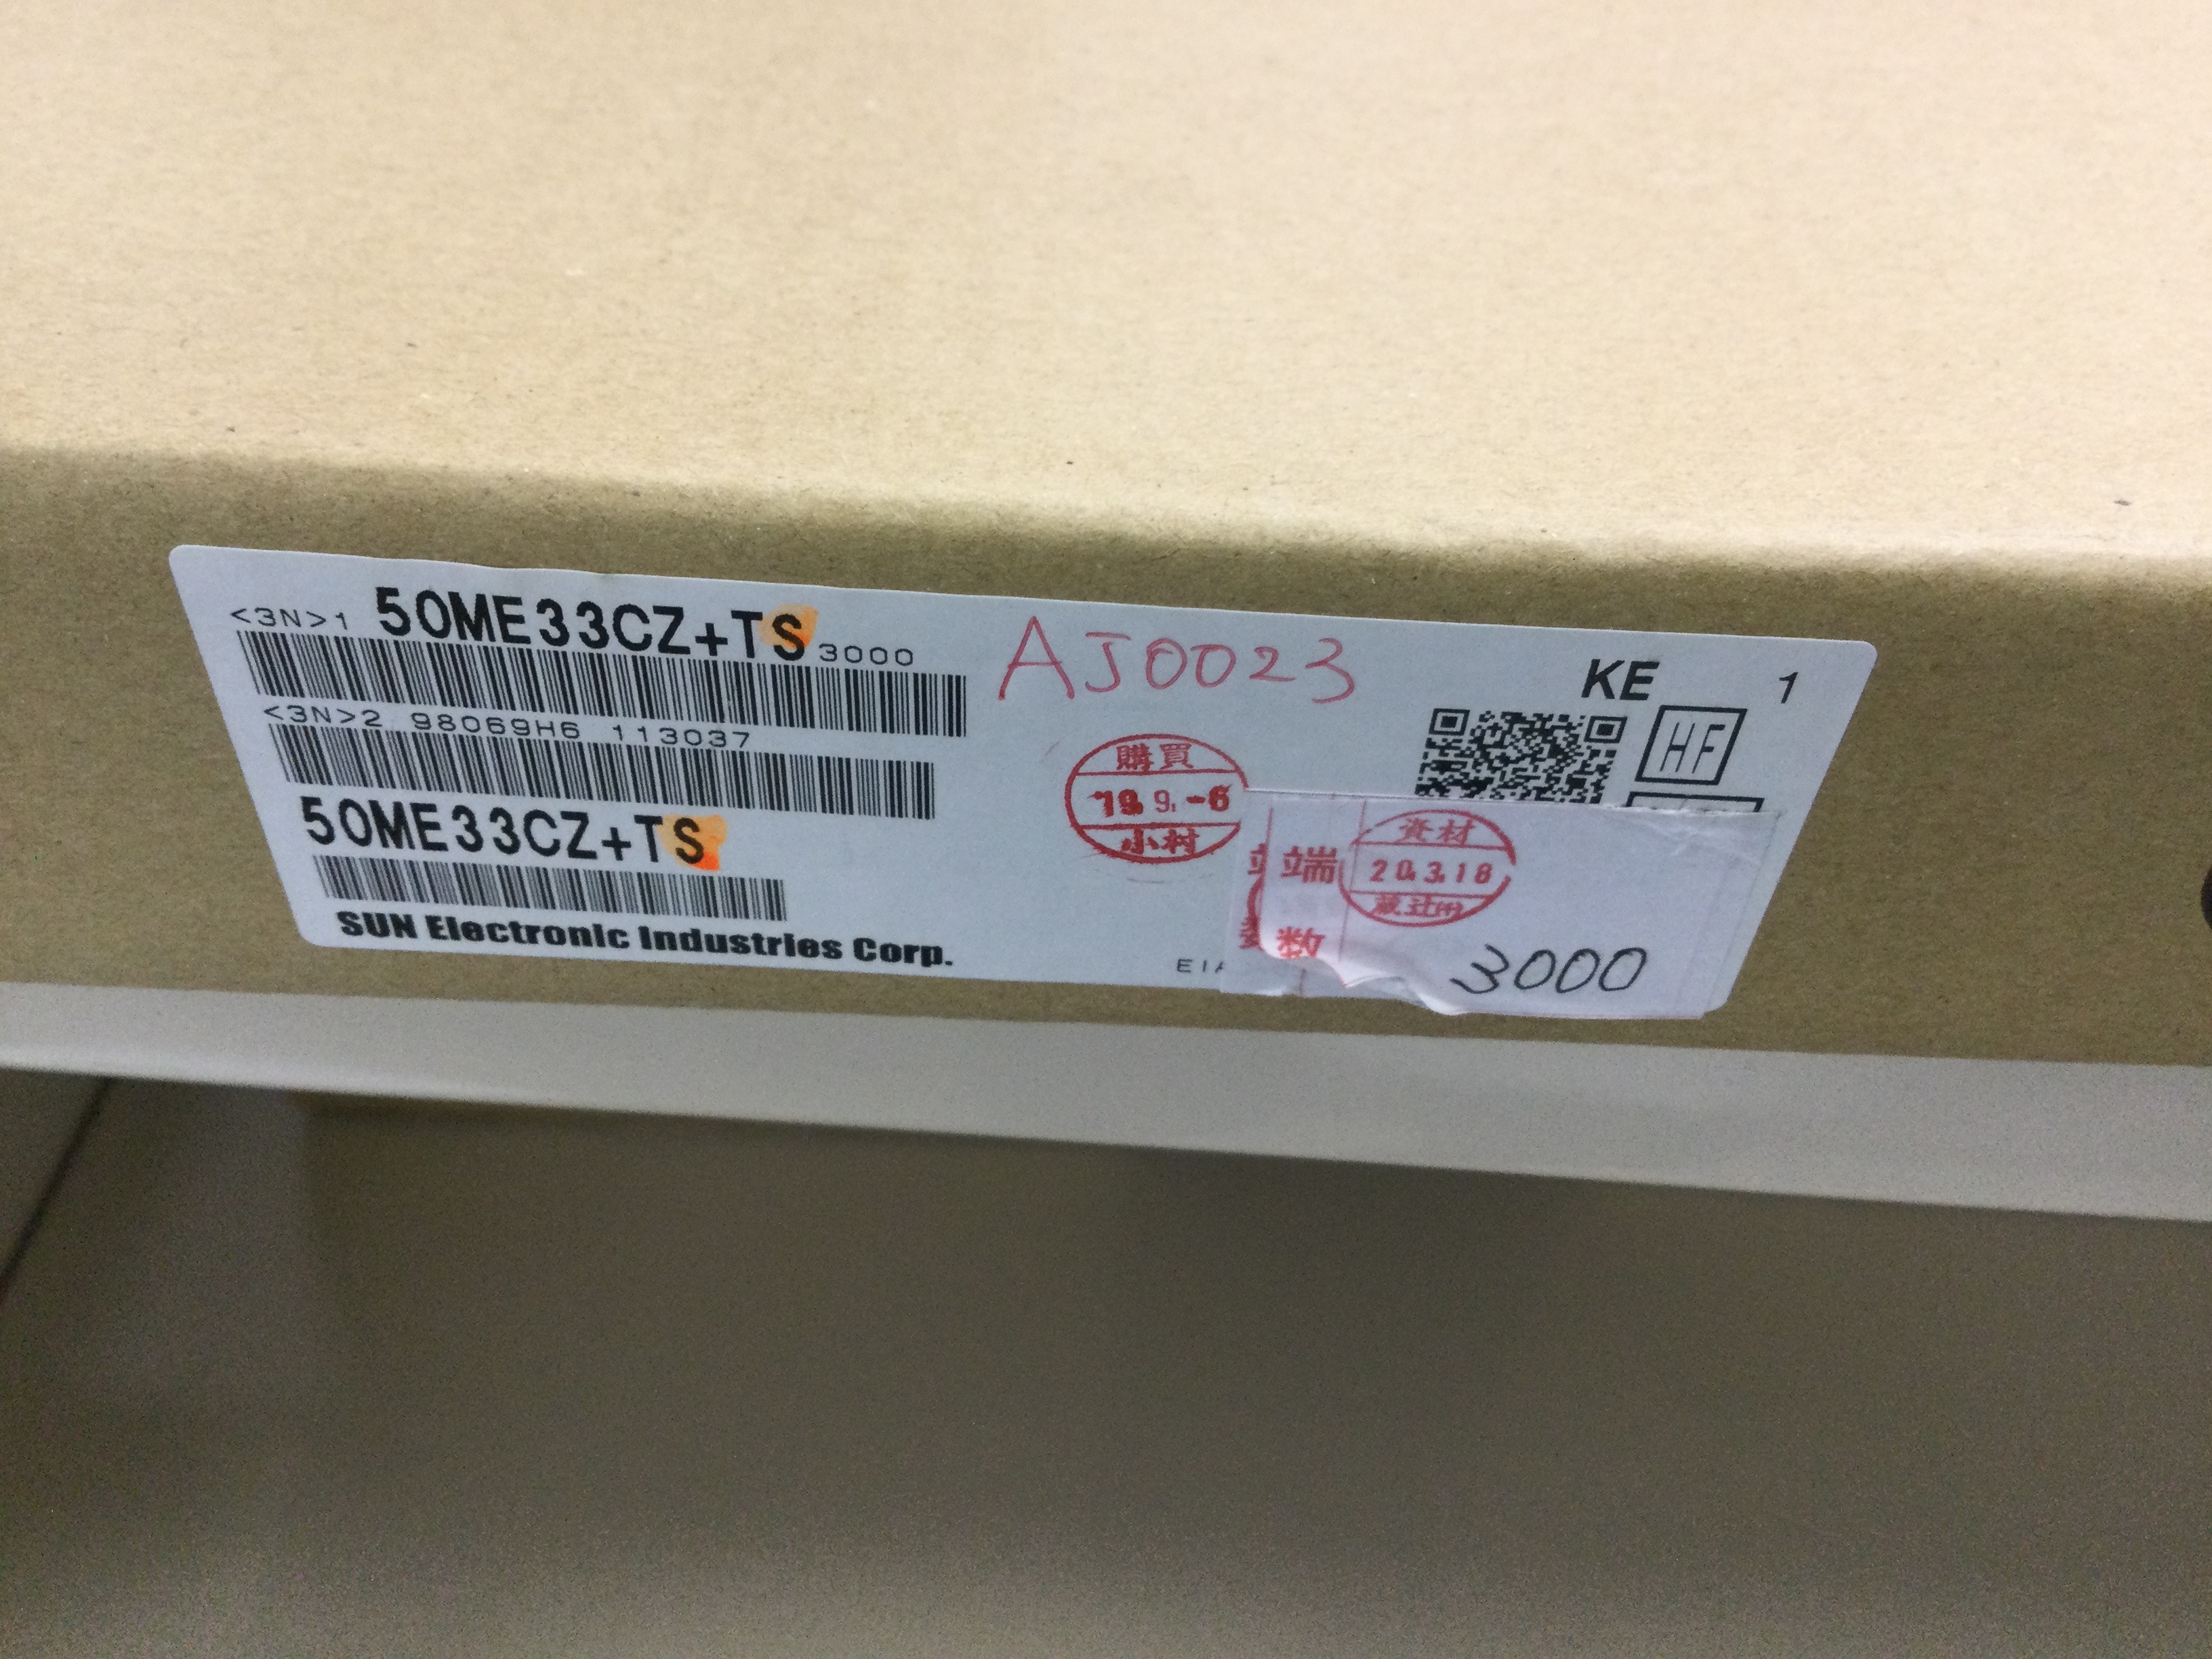 <3N>1 50ME33CZ+TS 3000
AJ0023
KE 1
HF
<3N>2 98069H6 113037
購買
19. 9. -6
小村
50ME33CZ+TS
端数
資材
20.3.18
3000
SUN Electronic Industries Corp.
EIA